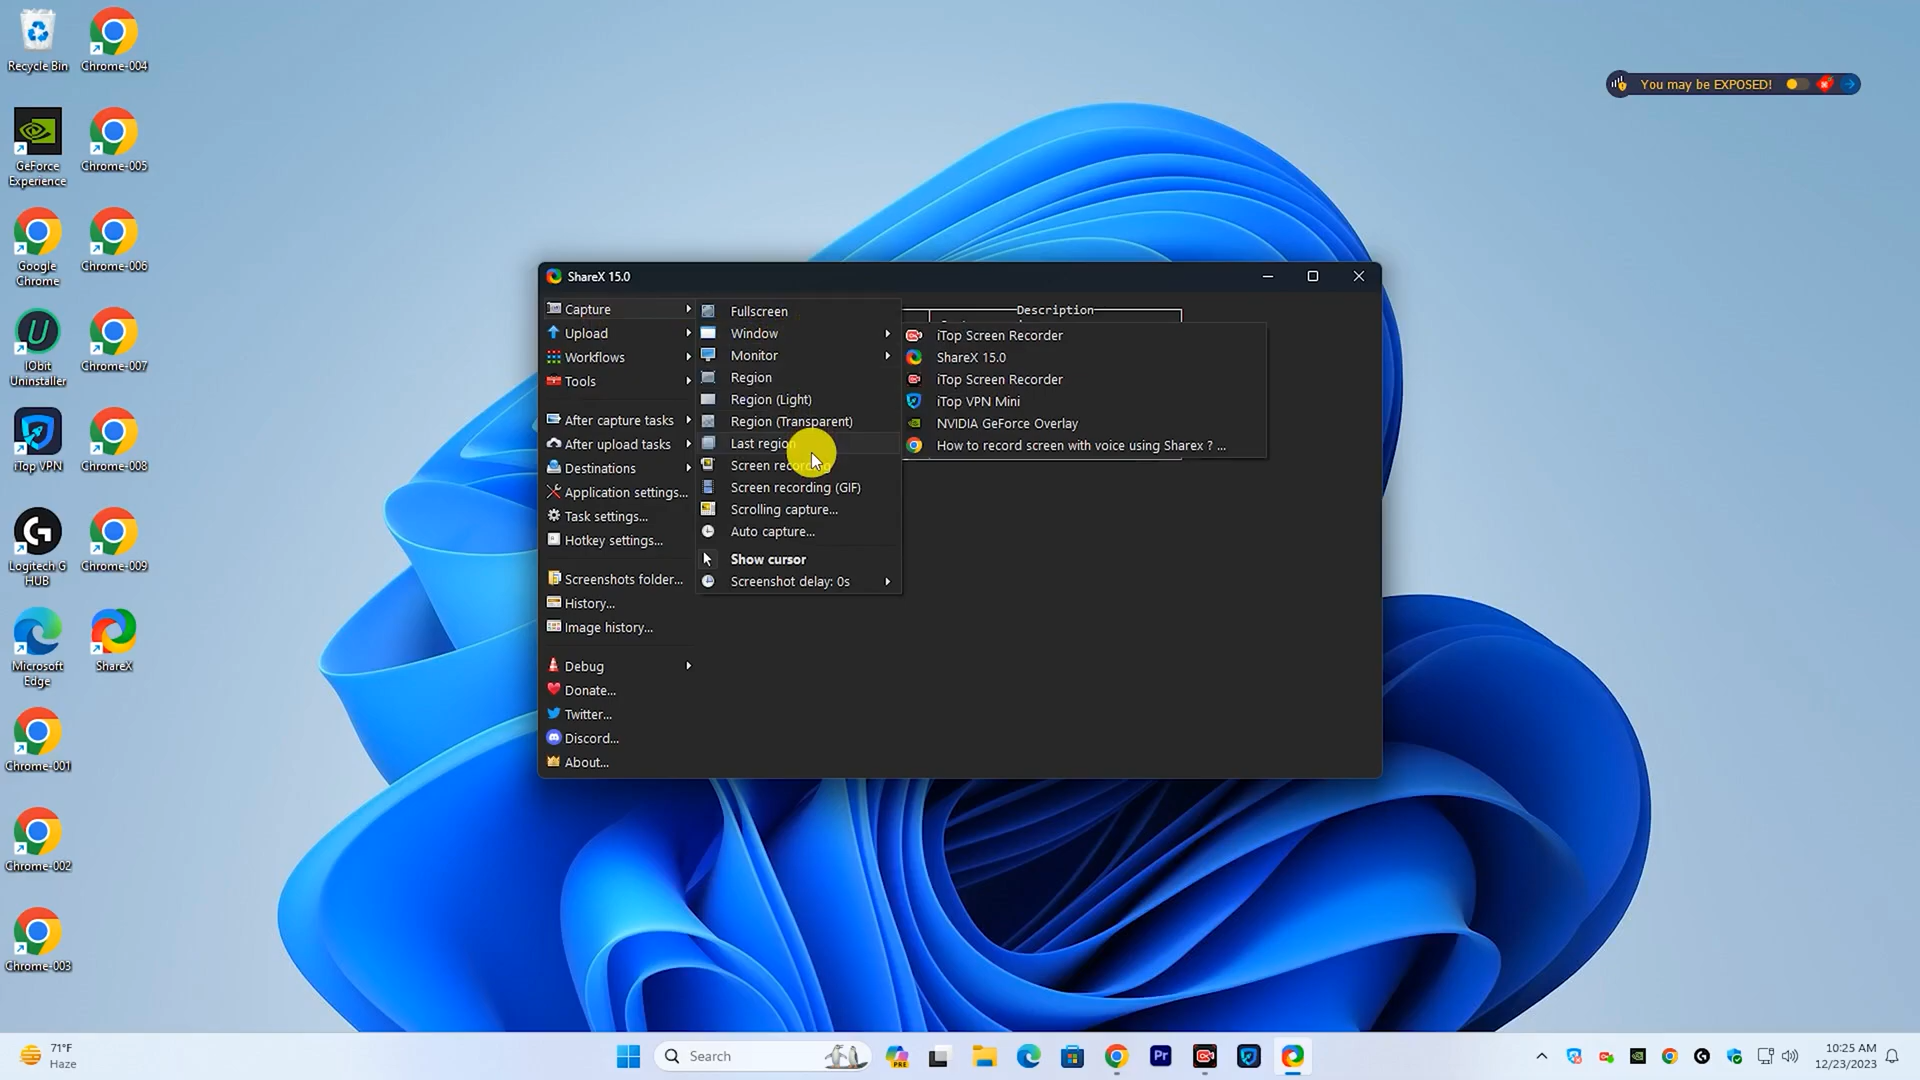 Recycle Bin
Chrome-004
GeForce
Experience
Chrome-005
Google
Chrome
Chrome-006
IObit
Uninstaller
Chrome-007
iTop VPN
Chrome-008
Logitech G
HUB
Chrome-009
Microsoft
Edge
ShareX
Chrome-001
Chrome-002
Chrome-003
You may be EXPOSED!
ShareX 15.0
Capture
Upload
Workflows
Tools
After capture tasks
After upload tasks
Destinations
Application settings...
Task settings...
Hotkey settings...
Screenshots folder...
History...
Image history...
Debug
Donate...
Twitter...
Discord...
About...
Fullscreen
Window
Monitor
Region
Region (Light)
Region (Transparent)
Last region
Screen recording
Screen recording (GIF)
Scrolling capture...
Auto capture...
Show cursor
Screenshot delay: 0s
Description
iTop Screen Recorder
ShareX 15.0
iTop Screen Recorder
iTop VPN Mini
NVIDIA GeForce Overlay
How to record screen with voice using Sharex ? ...
71°F
Haze
Search
PRE
Pr
10:25 AM
12/23/2023